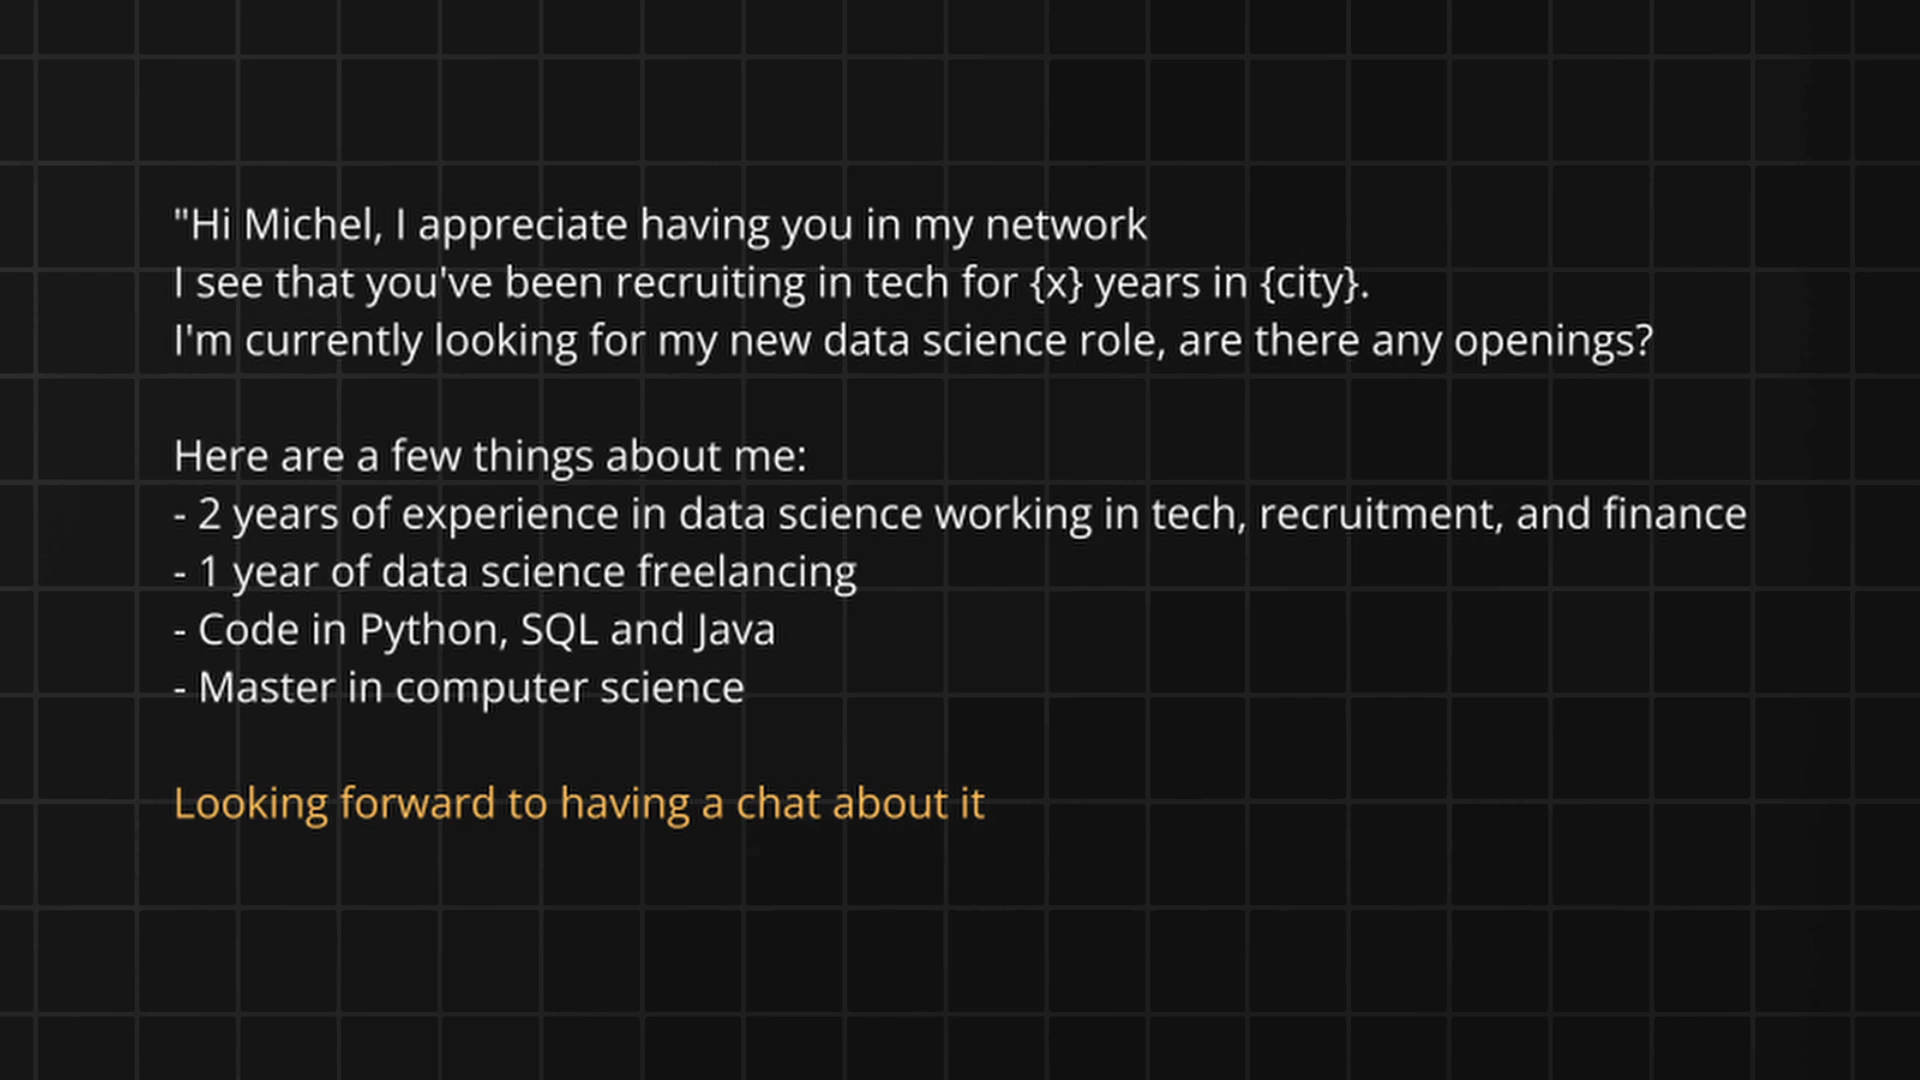 "Hi Michel, I appreciate having you in my network
I see that you've been recruiting in tech for {x} years in {city}.
I'm currently looking for my new data science role, are there any openings?
Here are a few things about me:
- 2 years of experience in data science working in tech, recruitment, and finance
- 1 year of data science freelancing
- Code in Python, SQL and Java
- Master in computer science
Looking forward to having a chat about it